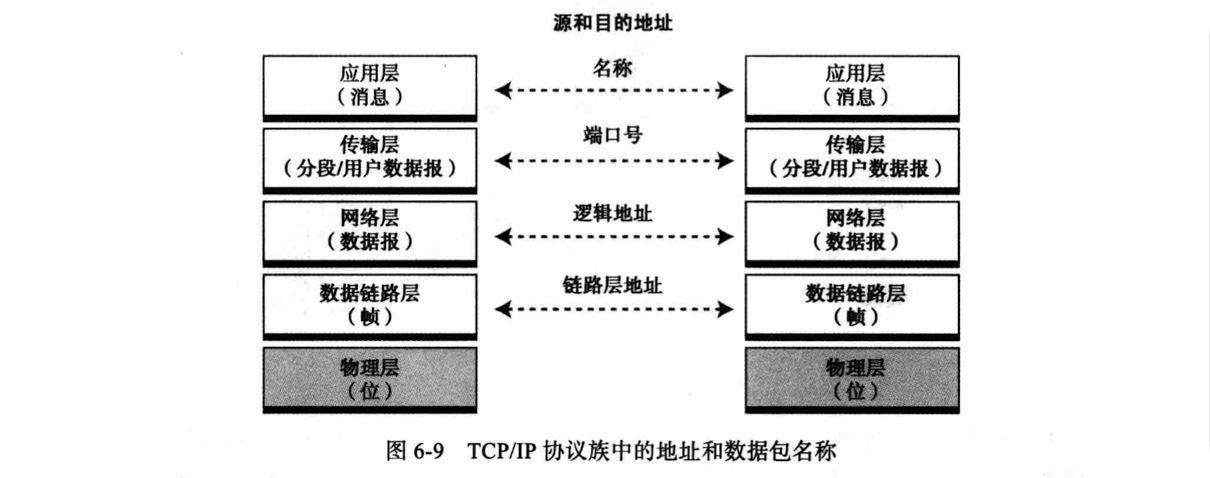 源和目的地址
应用层
（消息）
名称
应用层
（消息）
传输层
（分段/用户数据报）
端口号
传输层
（分段/用户数据报）
网络层
（数据报）
逻辑地址
网络层
（数据报）
数据链路层
（帧）
链路层地址
数据链路层
（帧）
物理层
（位）
物理层
（位）
图 6-9 TCP/IP 协议族中的地址和数据包名称